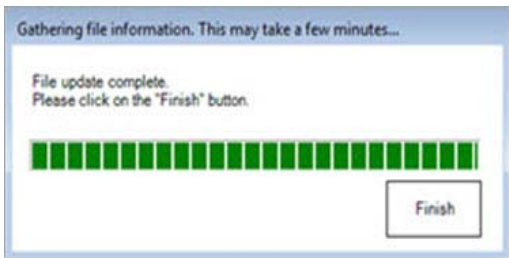 Gathering file information. This may take a few minutes...
File update complete.
Please click on the "Finish" button.
Finish